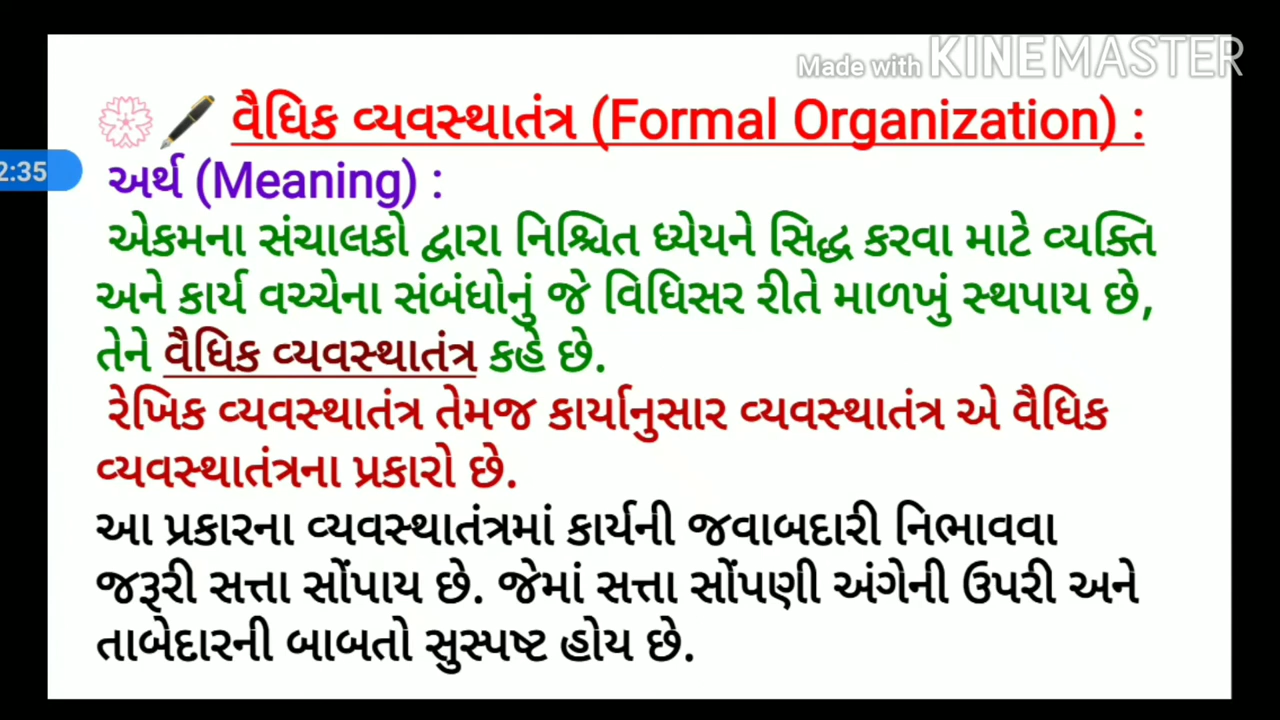 Made with KINEMASTER
વૈધિક વ્યવસ્થાતંત્ર (Formal Organization) :
2:35
અર્થ (Meaning) :
એકમના સંચાલકો દ્વારા નિશ્ચિત ધ્યેયને સિદ્ધ કરવા માટે વ્યક્તિ
અને કાર્ય વચ્ચેના સંબંધોનું જે વિધિસર રીતે માળખું સ્થપાય છે,
તેને વૈધિક વ્યવસ્થાતંત્ર કહે છે.
રેખિક વ્યવસ્થાતંત્ર તેમજ કાર્યાનુસાર વ્યવસ્થાતંત્ર એ વૈધિક
વ્યવસ્થાતંત્રના પ્રકારો છે.
આ પ્રકારના વ્યવસ્થાતંત્રમાં કાર્યની જવાબદારી નિભાવવા
જરૂરી સત્તા સોંપાય છે. જેમાં સત્તા સોંપણી અંગેની ઉપરી અને
તાબેદારની બાબતો સુસ્પષ્ટ હોય છે.